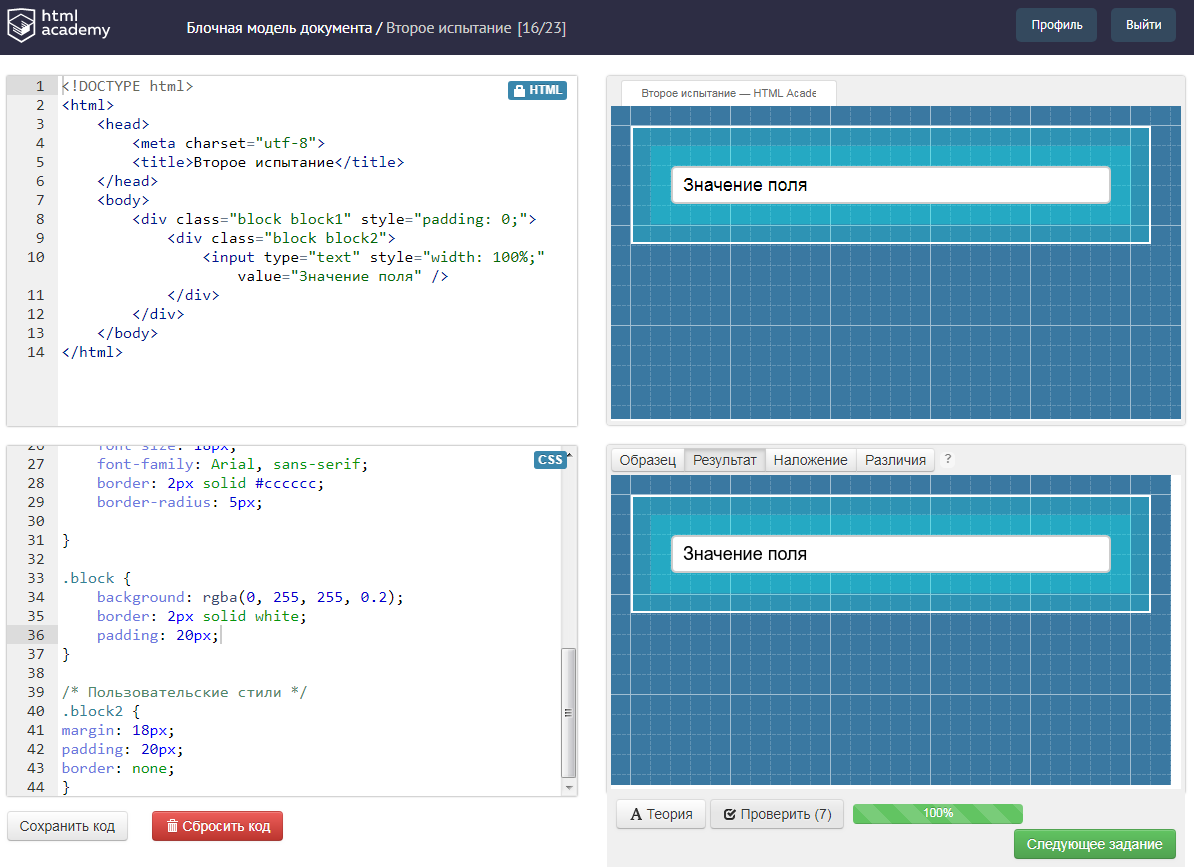 html
academy
Блочная модель документа / Второе испытание [16/23]
Профиль
Выйти
1 <!DOCTYPE html>
HTML
2 <html>
3 <head>
4 <meta charset="utf-8">
5 <title>Второе испытание</title>
6 </head>
7 <body>
8 <div class="block block1" style="padding: 0;">
9 <div class="block block2">
10 <input type="text" style="width: 100%;"
value="Значение поля" />
11 </div>
12 </div>
13 </body>
14 </html>
Второе испытание — HTML Acade
Значение поля
26 font-size: 18px;
CSS
27 font-family: Arial, sans-serif;
28 border: 2px solid #cccccc;
29 border-radius: 5px;
30
31 }
32
33 .block {
34 background: rgba(0, 255, 255, 0.2);
35 border: 2px solid white;
36 padding: 20px;
37 }
38
39 /* Пользовательские стили */
40 .block2 {
41 margin: 18px;
42 padding: 20px;
43 border: none;
44 }
Образец Результат Наложение Различия ?
Значение поля
Сохранить код
Сбросить код
A Теория
Проверить (7)
100%
Следующее задание